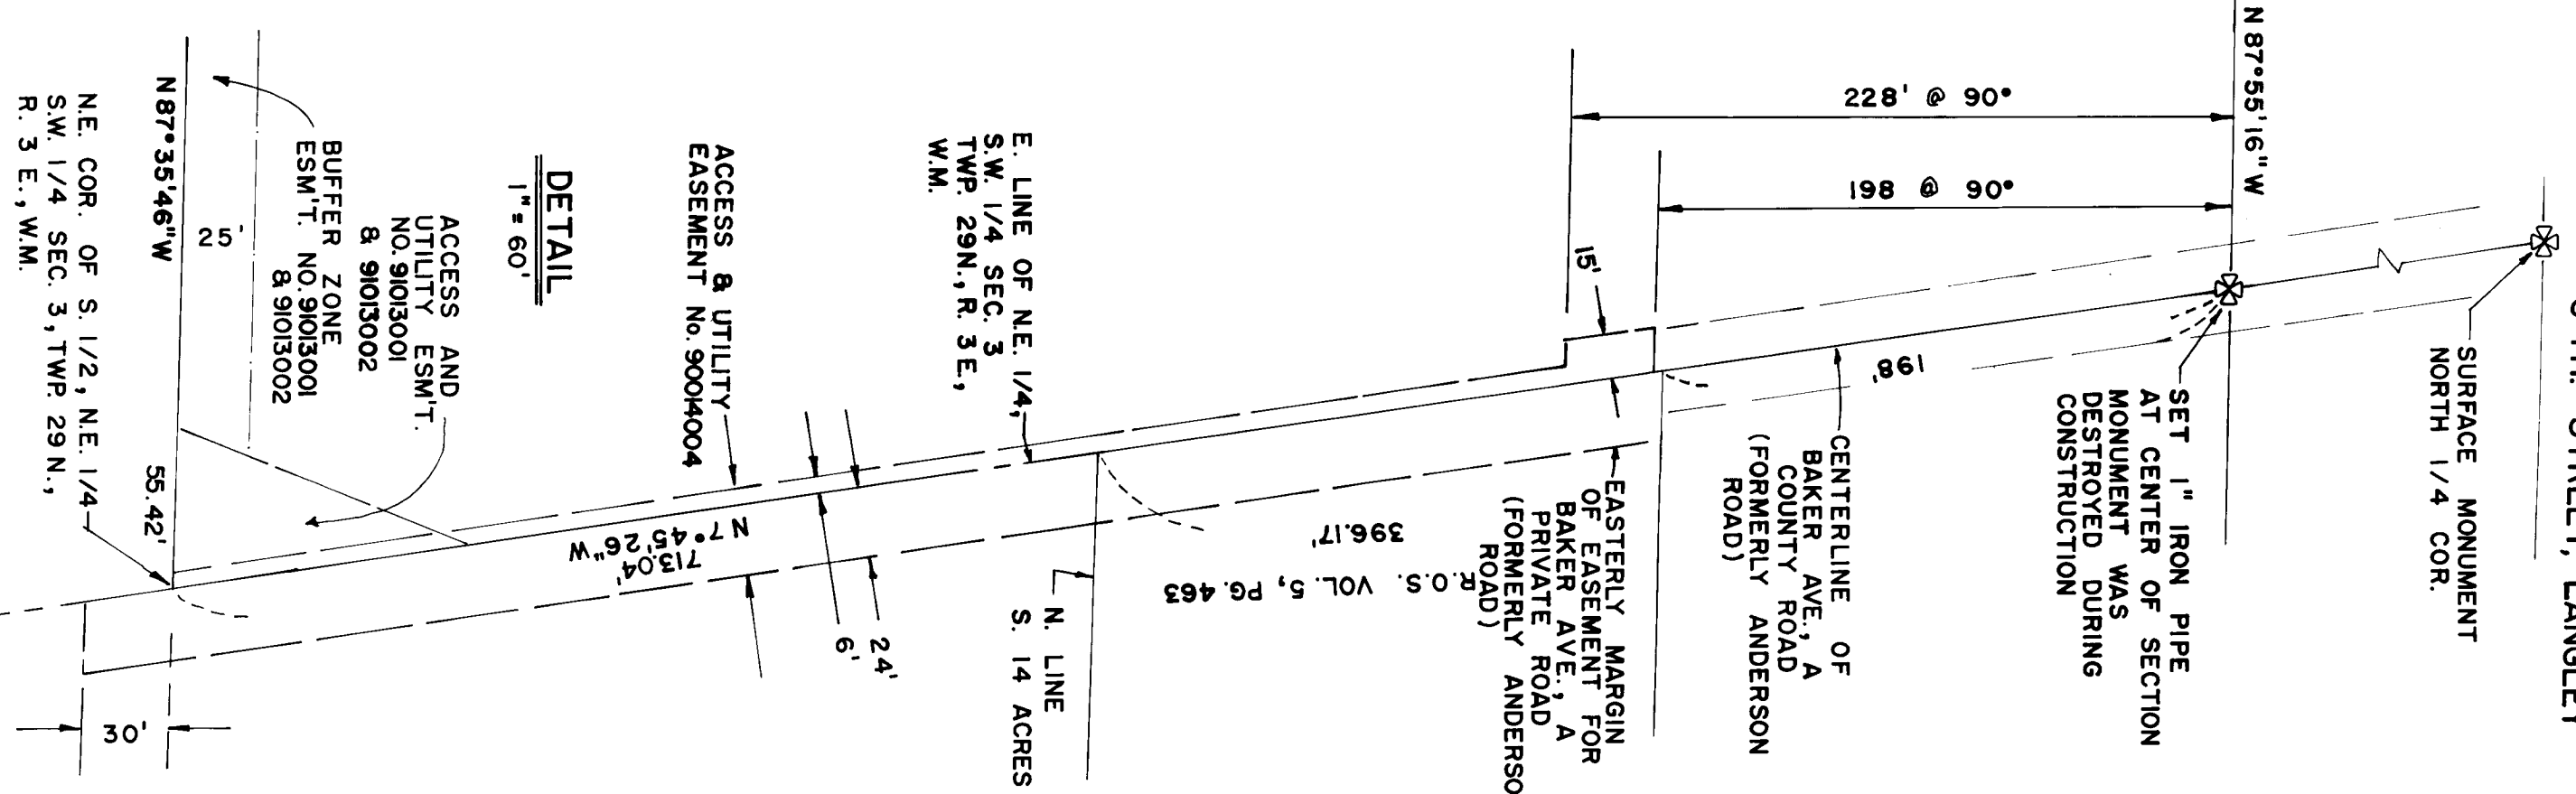 SURFACE MONUMENT
NORTH 1/4 COR.
N 87°55'16" W
SET 1" IRON PIPE
AT CENTER OF SECTION
MONUMENT WAS
DESTROYED DURING
CONSTRUCTION
228' @ 90°
198 @ 90°
198'
CENTERLINE OF
BAKER AVE., A
COUNTY ROAD
(FORMERLY ANDERSON
ROAD)
15'
EASTERLY MARGIN
OF EASEMENT FOR
BAKER AVE., A
PRIVATE ROAD
(FORMERLY ANDERSO
ROAD)
396.17'
R.O.S. VOL. 5, PG. 463
E. LINE OF N.E. 1/4,
S.W. 1/4 SEC. 3
TWP. 29N., R. 3E.,
W.M.
N. LINE
S. 14 ACRES
24'
6'
ACCESS & UTILITY
EASEMENT No. 90014004
N 7°45'26"W
713.04'
DETAIL
1" = 60'
ACCESS AND
UTILITY ESM'T.
NO. 91013001
& 91013002
BUFFER ZONE
ESM'T. NO. 91013001
& 91013002
25'
N87°35'46"W
55.42'
30'
N.E. COR. OF S. 1/2, N.E. 1/4
S.W. 1/4 SEC. 3, TWP. 29 N.,
R. 3 E., W.M.